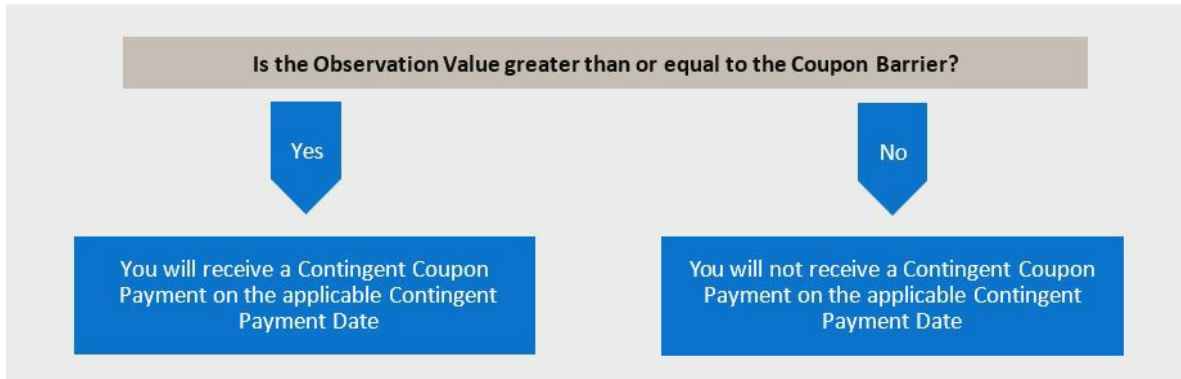 Is the Observation Value greater than or equal to the Coupon Barrier?
Yes
No
You will receive a Contingent Coupon
Payment on the applicable Contingent
Payment Date
You will not receive a Contingent Coupon
Payment on the applicable Contingent
Payment Date